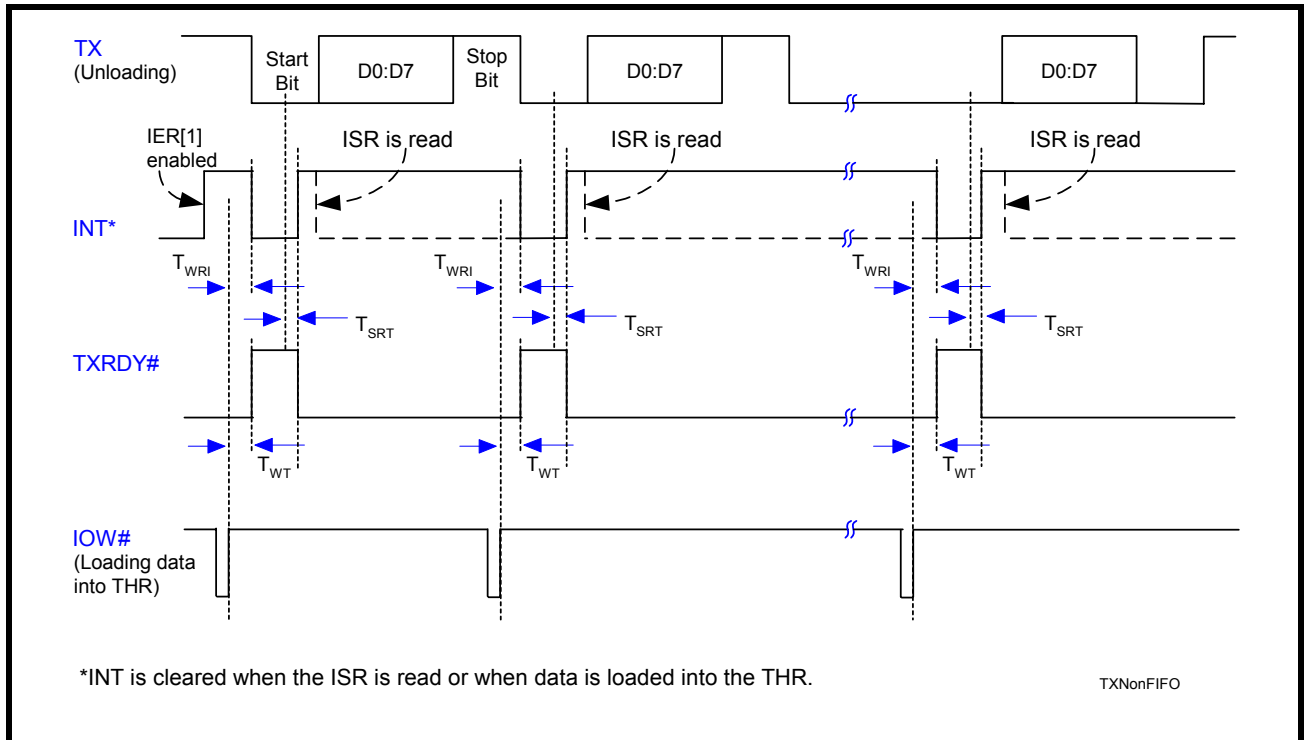 TX
(Unloading)
Start
Bit
D0:D7
Stop
Bit
D0:D7
D0:D7
IER[1]
enabled
ISR is read
ISR is read
ISR is read
INT*
TWRI
TWRI
TWRI
TSRT
TSRT
TSRT
TXRDY#
TWT
TWT
TWT
IOW#
(Loading data
into THR)
*INT is cleared when the ISR is read or when data is loaded into the THR.
TXNonFIFO